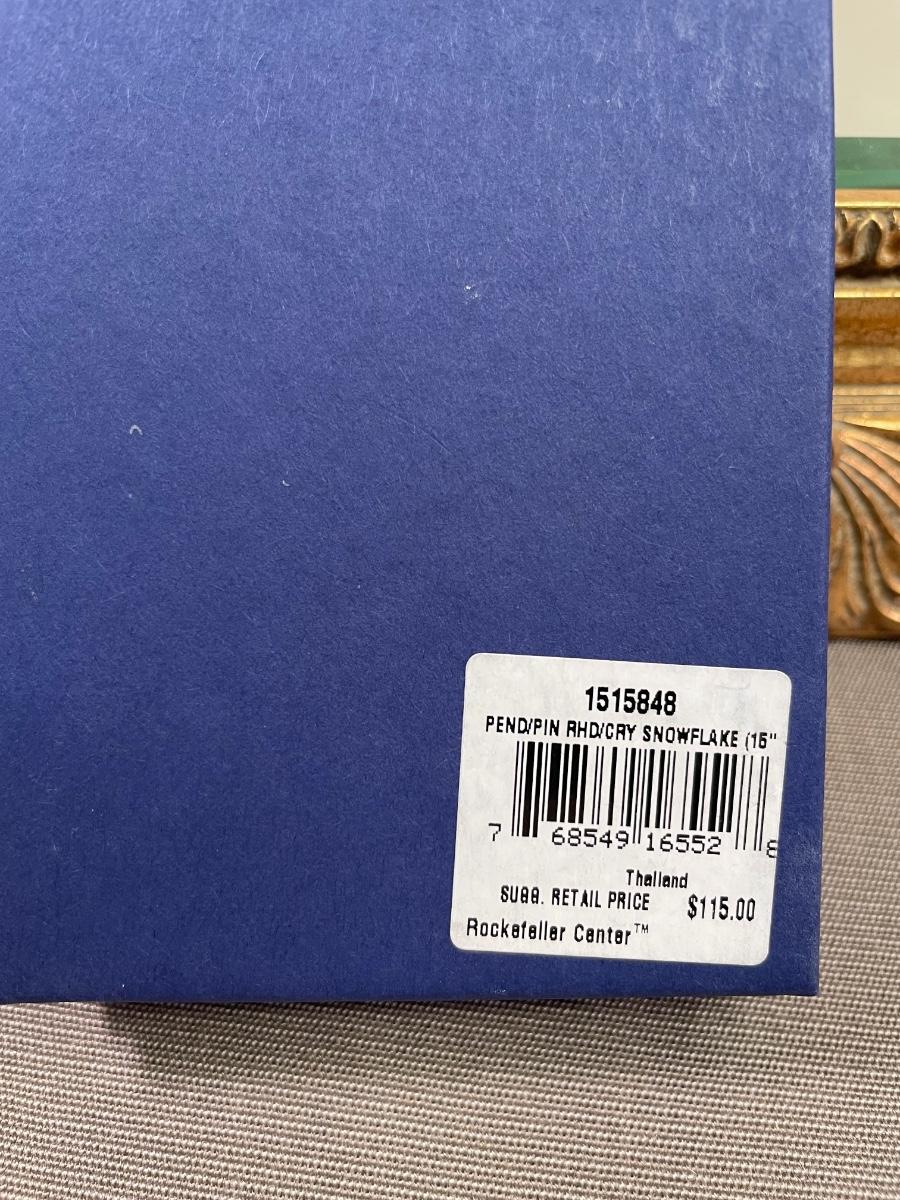 1515848
PEND/PIN RHD/CRY SNOWFLAKE (15"
7 68549 16552 8
Thailand
SUGG. RETAIL PRICE $115.00
Rockefeller Center™